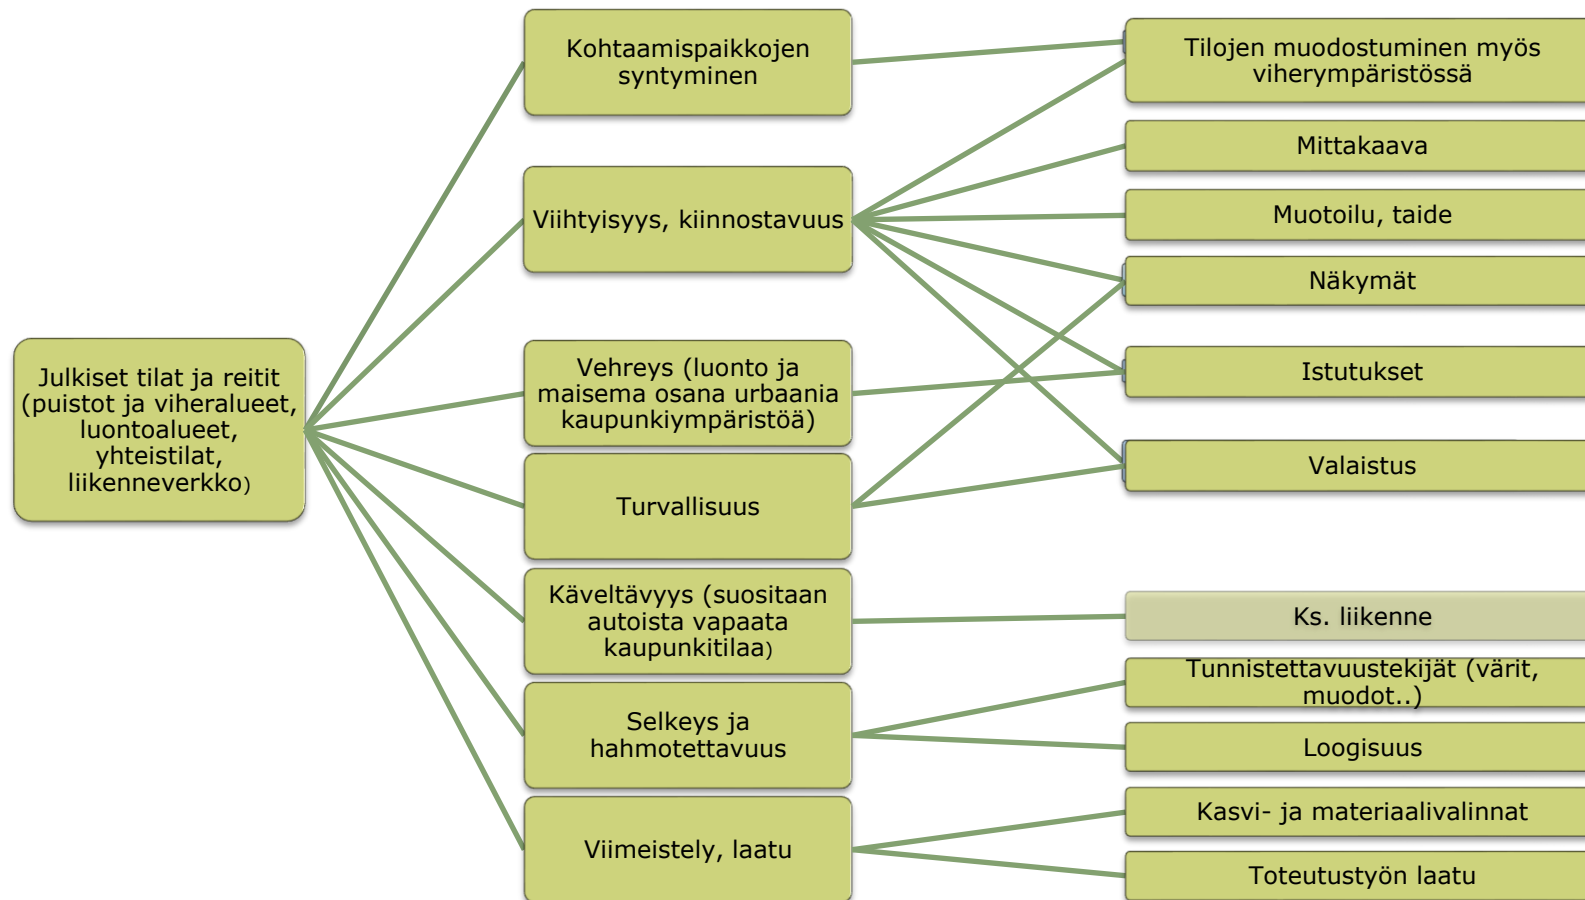 Julkiset tilat ja reitit
(puistot ja viheralueet,
luontoalueet,
yhteistilat,
liikenneverkko)
Kohtaamispaikkojen
syntyminen
Viihtyisyys, kiinnostavuus
Vehreys (luonto ja
maisema osana urbaania
kaupunkiympäristöä)
Turvallisuus
Käveltävyys (suositaan
autoista vapaata
kaupunkitilaa)
Selkeys ja
hahmotettavuus
Viimeistely, laatu
Tilojen muodostuminen myös
viherympäristössä
Mittakaava
Muotoilu, taide
Näkymät
Istutukset
Valaistus
Ks. liikenne
Tunnistettavuustekijät (värit,
muodot..)
Loogisuus
Kasvi- ja materiaalivalinnat
Toteutustyön laatu